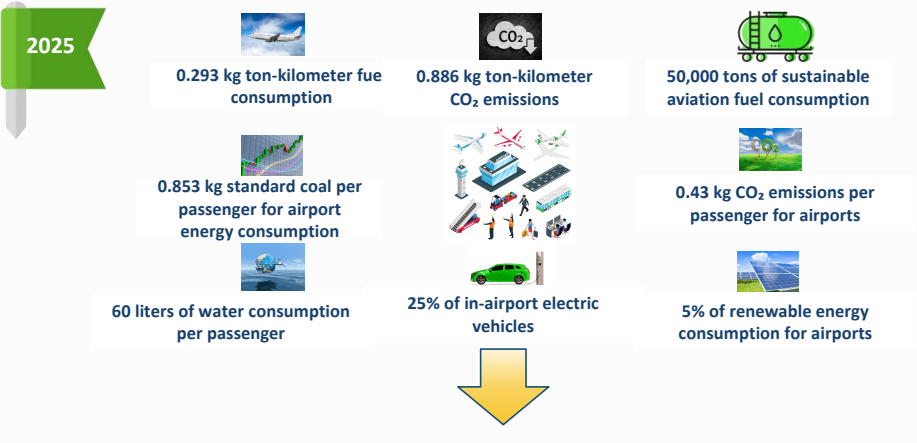 2025
CO₂
0.293 kg ton-kilometer fue
consumption
0.886 kg ton-kilometer
CO₂ emissions
50,000 tons of sustainable
aviation fuel consumption
CO₂
0.853 kg standard coal per
passenger for airport
energy consumption
0.43 kg CO₂ emissions per
passenger for airports
60 liters of water consumption
per passenger
25% of in-airport electric
vehicles
5% of renewable energy
consumption for airports